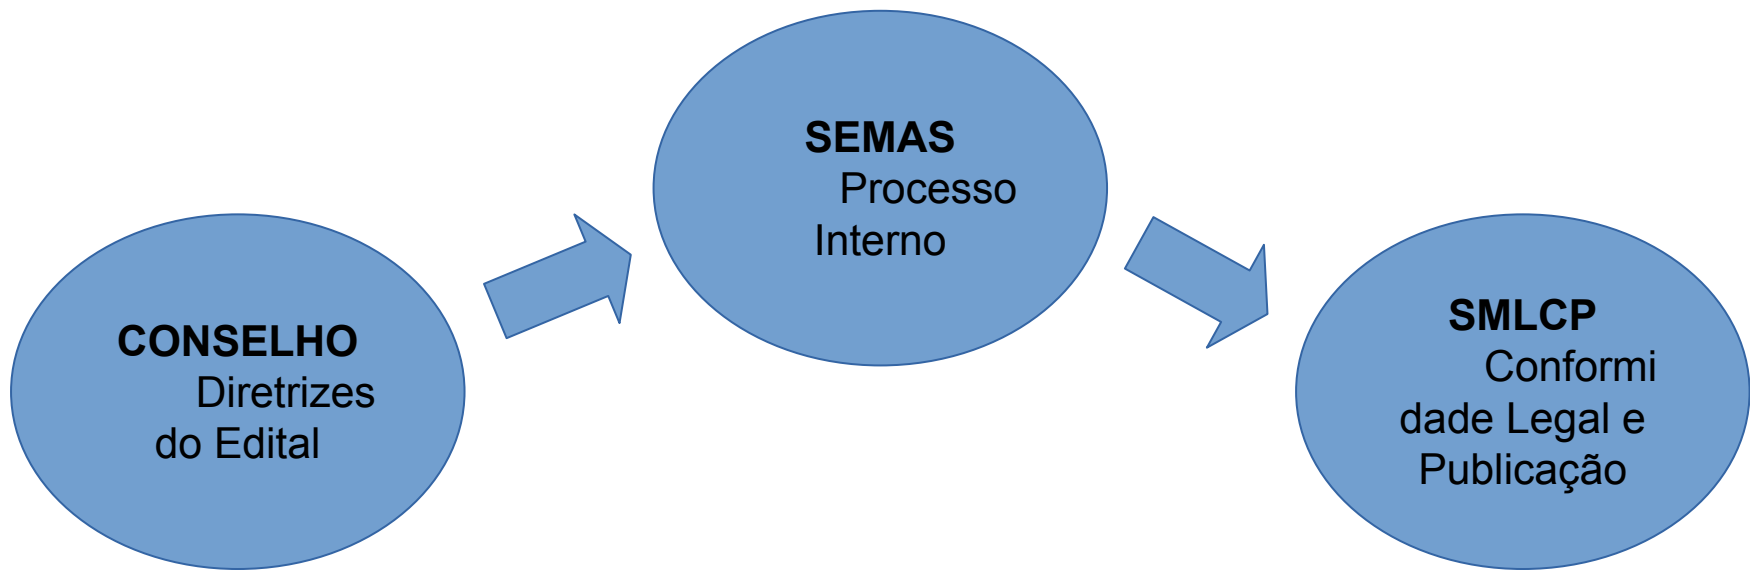 CONSELHO
Diretrizes
do Edital
SEMAS
Processo
Interno
SMLCP
Conformi
dade Legal e
Publicação